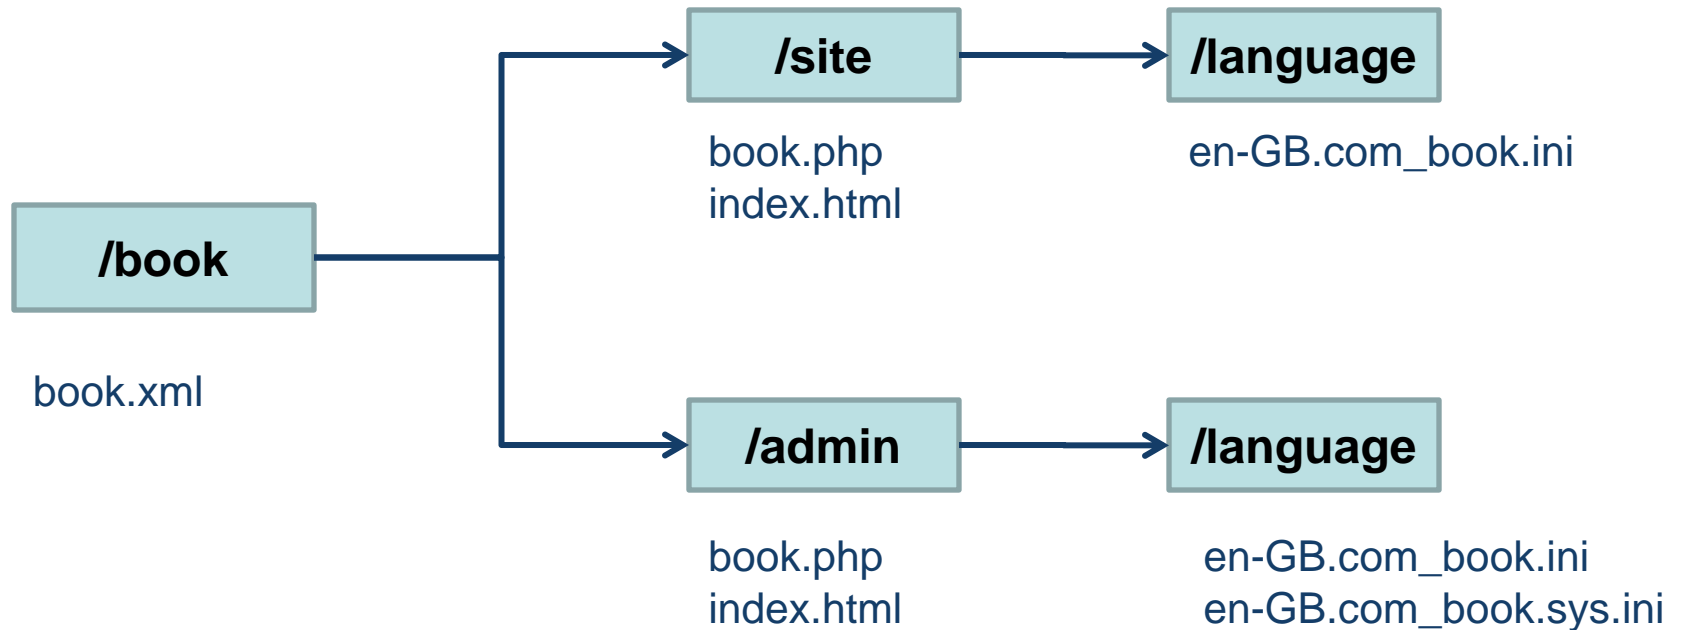 /site
/language
book.php
index.html
en-GB.com_book.ini
/book
book.xml
/admin
/language
book.php
index.html
en-GB.com_book.ini
en-GB.com_book.sys.ini